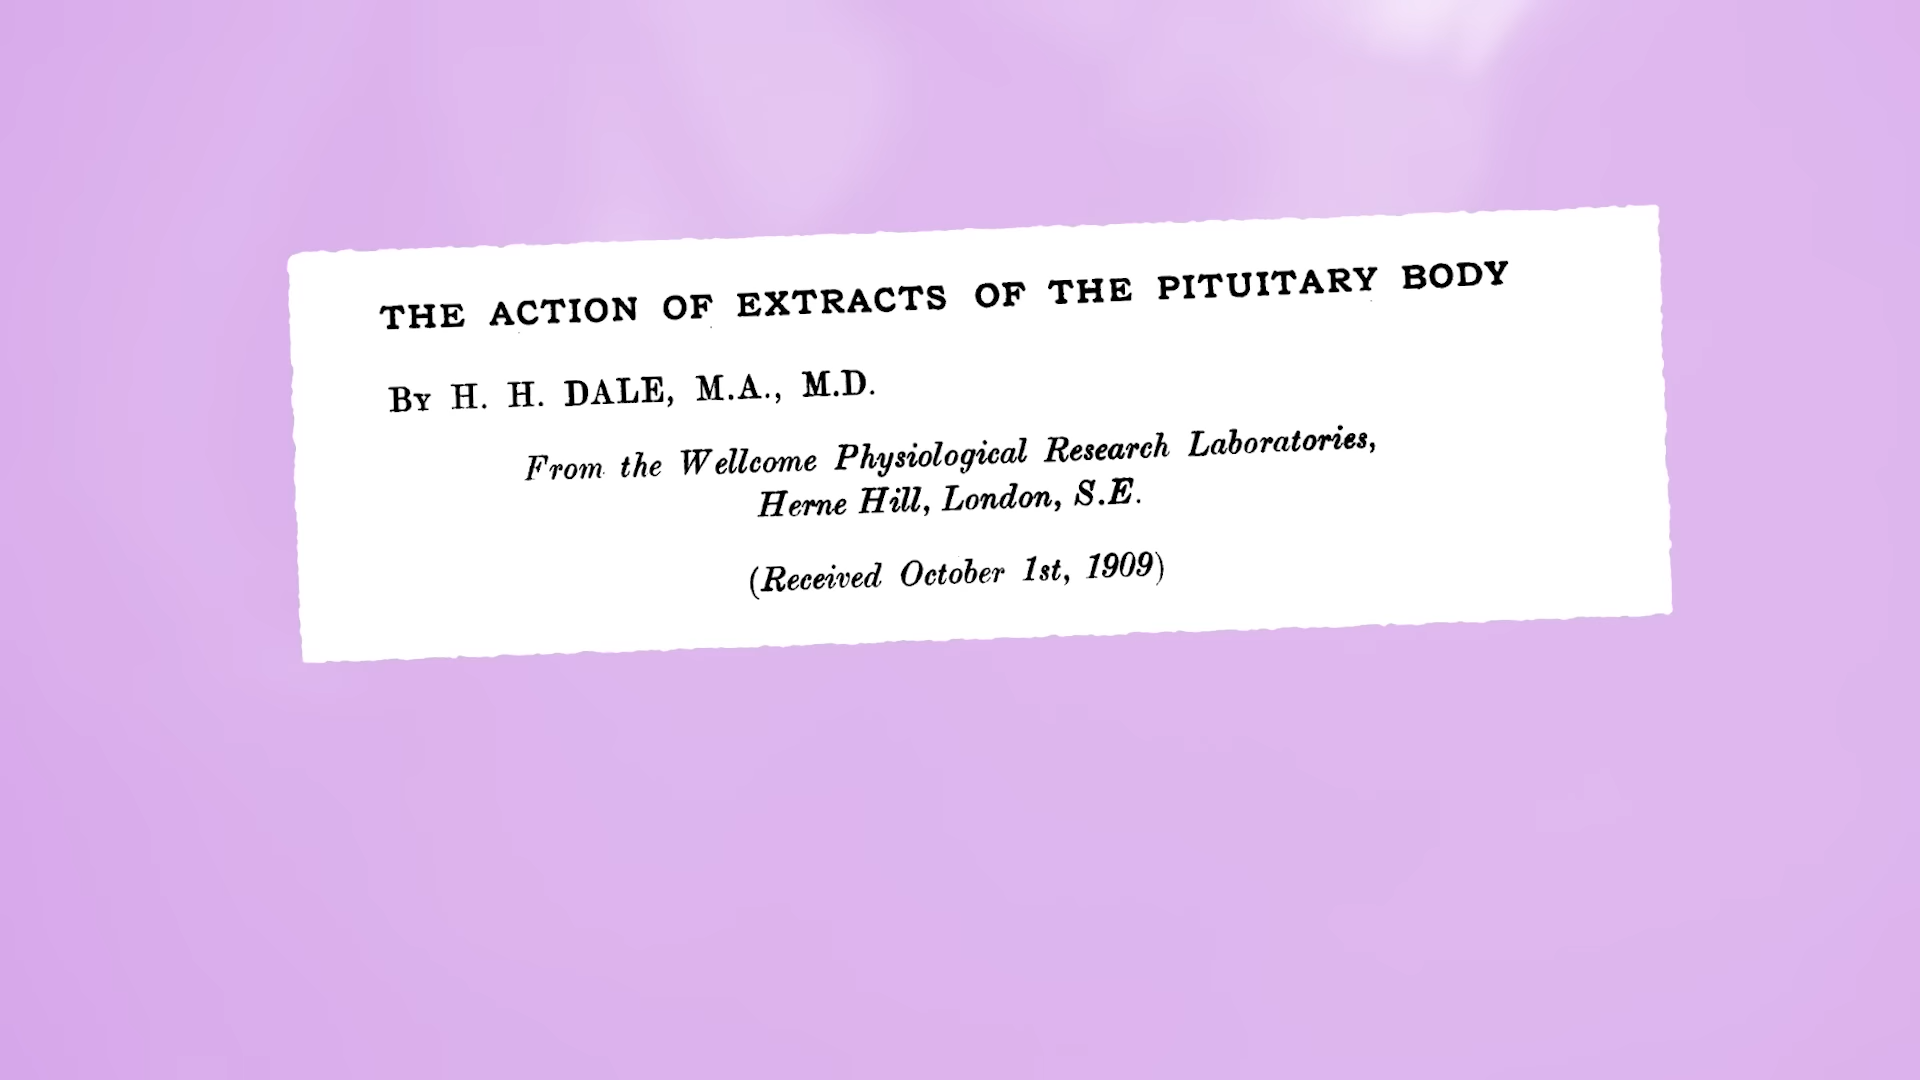 THE ACTION OF EXTRACTS OF THE PITUITARY BODY
By H. H. DALE, M.A., M.D.
From the Wellcome Physiological Research Laboratories,
Herne Hill, London, S.E.
(Received October 1st, 1909)